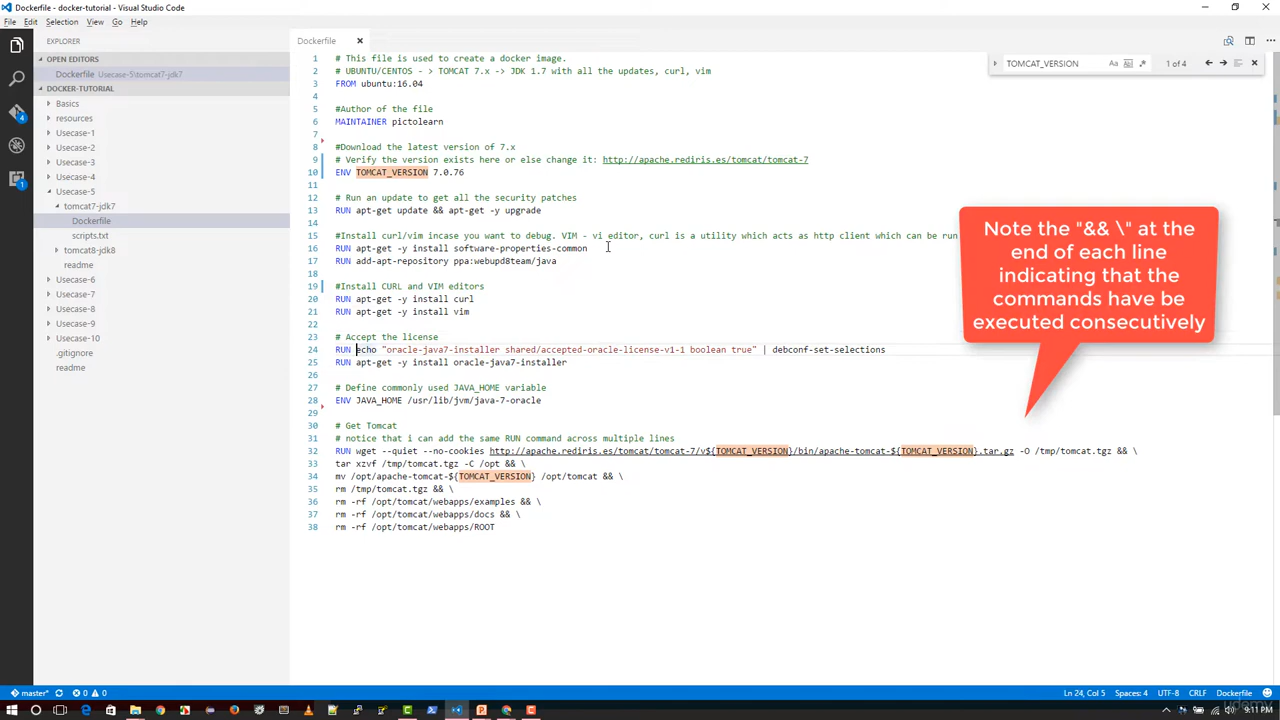 Dockerfile - docker-tutorial - Visual Studio Code
File Edit Selection View Go Help
EXPLORER
OPEN EDITORS
Dockerfile Usecase-5\tomcat7-jdk7
DOCKER-TUTORIAL
Basics
resources
Usecase-1
Usecase-2
Usecase-3
Usecase-4
Usecase-5
tomcat7-jdk7
Dockerfile
scripts.txt
tomcat8-jdk8
readme
Usecase-6
Usecase-7
Usecase-8
Usecase-9
Usecase-10
.gitignore
readme
4
1
Dockerfile
TOMCAT_VERSION Aa Abl .* 1 of 4
1 # This file is used to create a docker image.
2 # UBUNTU/CENTOS - > TOMCAT 7.x -> JDK 1.7 with all the updates, curl, vim
3 FROM ubuntu:16.04
4
5 #Author of the file
6 MAINTAINER pictolearn
7
8 #Download the latest version of 7.x
9 # Verify the version exists here or else change it: http://apache.rediris.es/tomcat/tomcat-7
10 ENV TOMCAT_VERSION 7.0.76
11
12 # Run an update to get all the security patches
13 RUN apt-get update && apt-get -y upgrade
14
15 #Install curl/vim incase you want to debug. VIM - vi editor, curl is a utility which acts as http client which can be run
16 RUN apt-get -y install software-properties-common
17 RUN add-apt-repository ppa:webupd8team/java
18
19 #Install CURL and VIM editors
20 RUN apt-get -y install curl
21 RUN apt-get -y install vim
22
23 # Accept the license
24 RUN echo "oracle-java7-installer shared/accepted-oracle-license-v1-1 boolean true" | debconf-set-selections
25 RUN apt-get -y install oracle-java7-installer
26
27 # Define commonly used JAVA_HOME variable
28 ENV JAVA_HOME /usr/lib/jvm/java-7-oracle
29
30 # Get Tomcat
31 # notice that i can add the same RUN command across multiple lines
32 RUN wget --quiet --no-cookies http://apache.rediris.es/tomcat/tomcat-7/v${TOMCAT_VERSION}/bin/apache-tomcat-${TOMCAT_VERSION}.tar.gz -O /tmp/tomcat.tgz && \
33 tar xzvf /tmp/tomcat.tgz -C /opt && \
34 mv /opt/apache-tomcat-${TOMCAT_VERSION} /opt/tomcat && \
35 rm /tmp/tomcat.tgz && \
36 rm -rf /opt/tomcat/webapps/examples && \
37 rm -rf /opt/tomcat/webapps/docs && \
38 rm -rf /opt/tomcat/webapps/ROOT
Note the "&& \" at the
end of each line
indicating that the
commands have be
executed consecutively
master* 0 0
Ln 24, Col 5 Spaces: 4 UTF-8 CRLF Dockerfile
9:11 PM
udemy